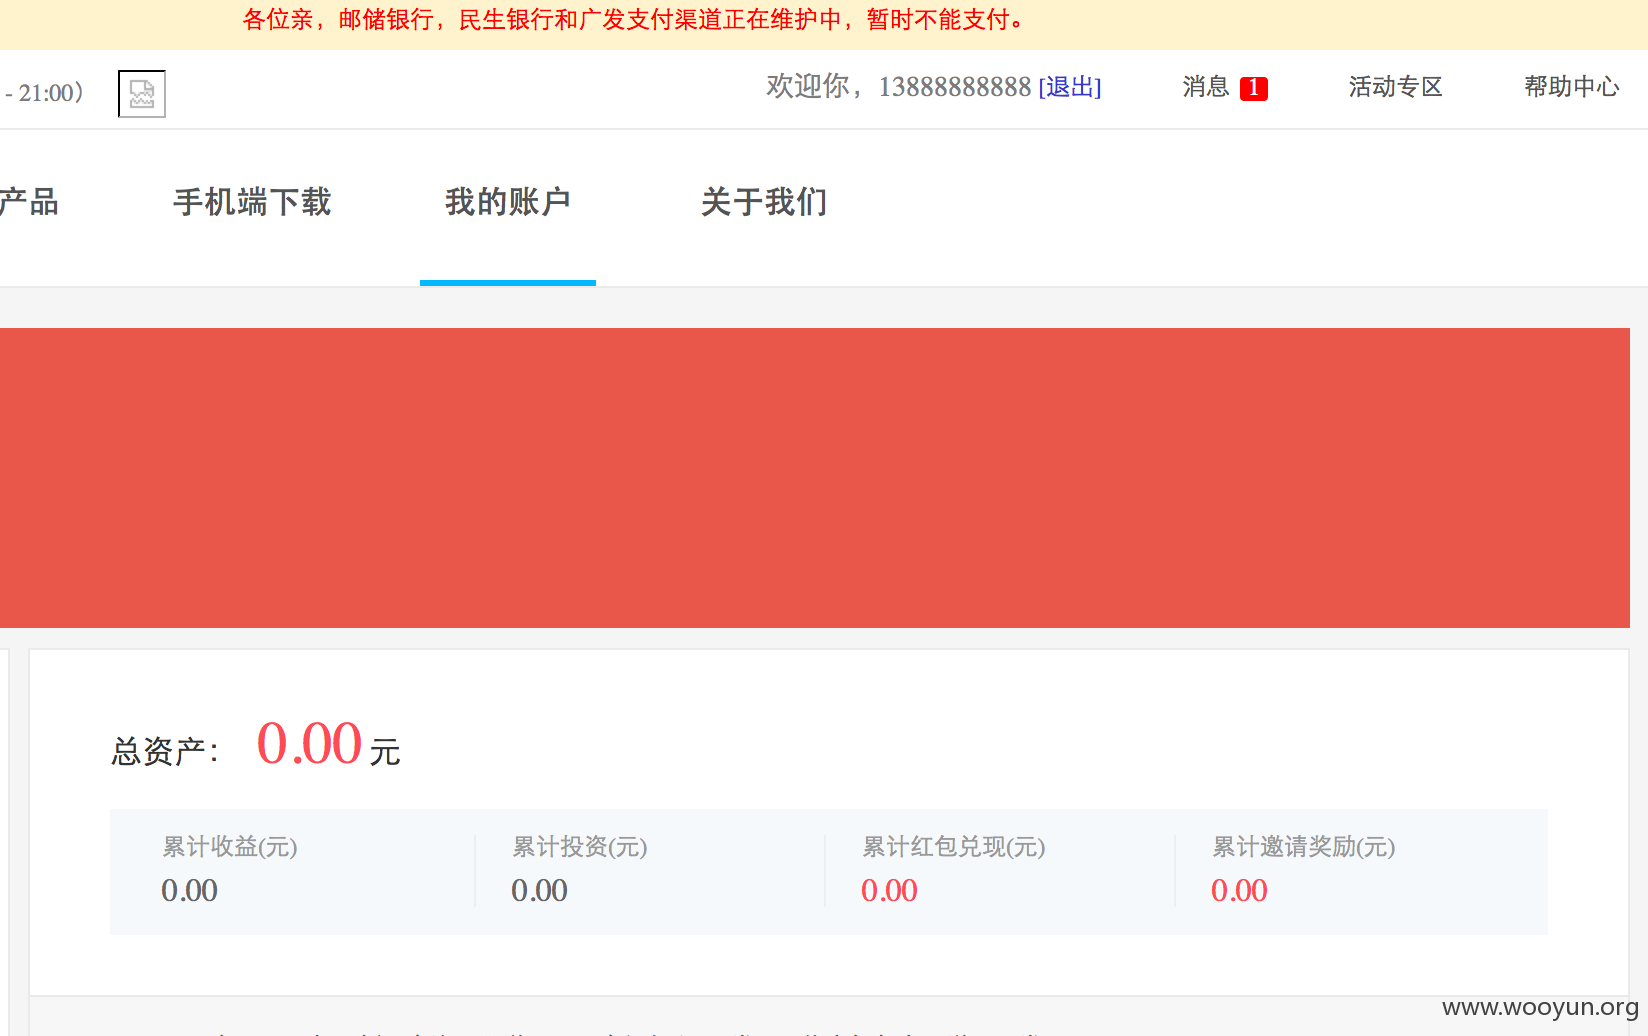 各位亲，邮储银行，民生银行和广发支付渠道正在维护中，暂时不能支付。
- 21:00）
欢迎你，13888888888 [退出]
消息 1
活动专区
帮助中心
产品
手机端下载
我的账户
关于我们
总资产： 0.00 元
累计收益(元)
0.00
累计投资(元)
0.00
累计红包兑现(元)
0.00
累计邀请奖励(元)
0.00
www.wooyun.org